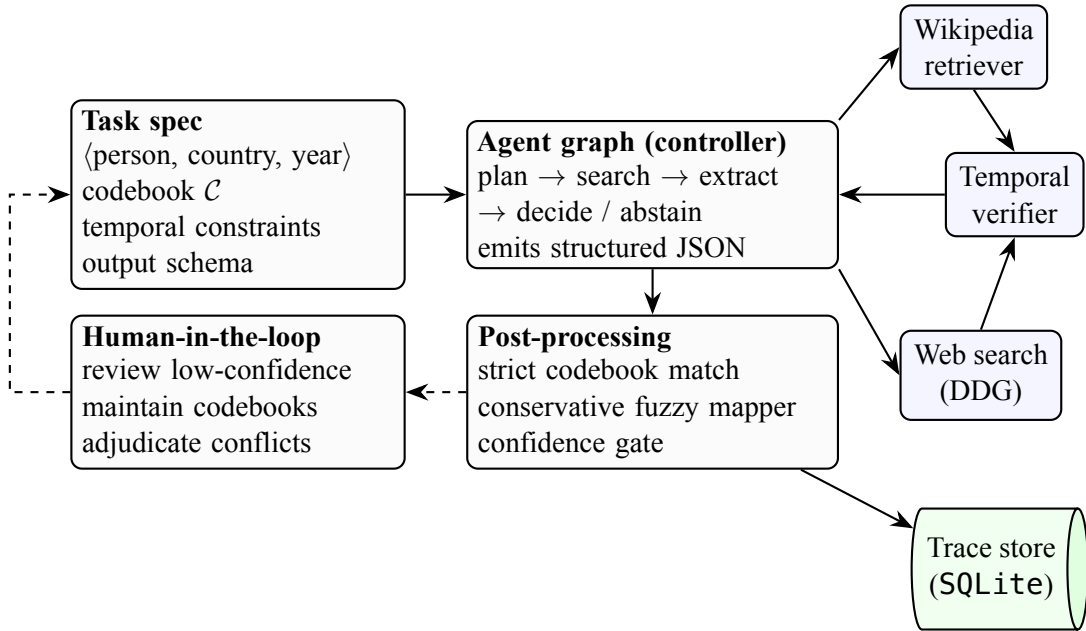 Task spec
⟨person, country, year⟩
codebook 𝒞
temporal constraints
output schema
Agent graph (controller)
plan → search → extract
→ decide / abstain
emits structured JSON
Wikipedia
retriever
Temporal
verifier
Web search
(DDG)
Human-in-the-loop
review low-confidence
maintain codebooks
adjudicate conflicts
Post-processing
strict codebook match
conservative fuzzy mapper
confidence gate
Trace store
(SQLite)